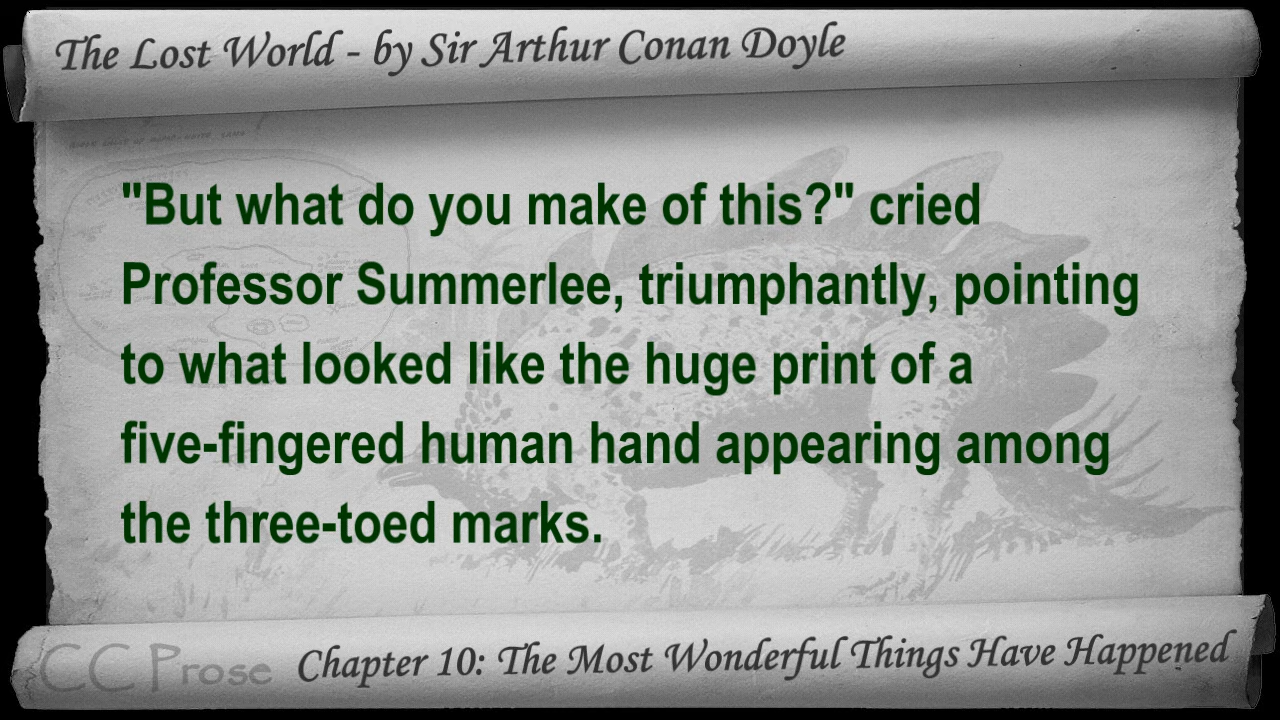 The Lost World - by Sir Arthur Conan Doyle
"But what do you make of this?" cried
Professor Summerlee, triumphantly, pointing
to what looked like the huge print of a
five-fingered human hand appearing among
the three-toed marks.
CC Prose
Chapter 10: The Most Wonderful Things Have Happened